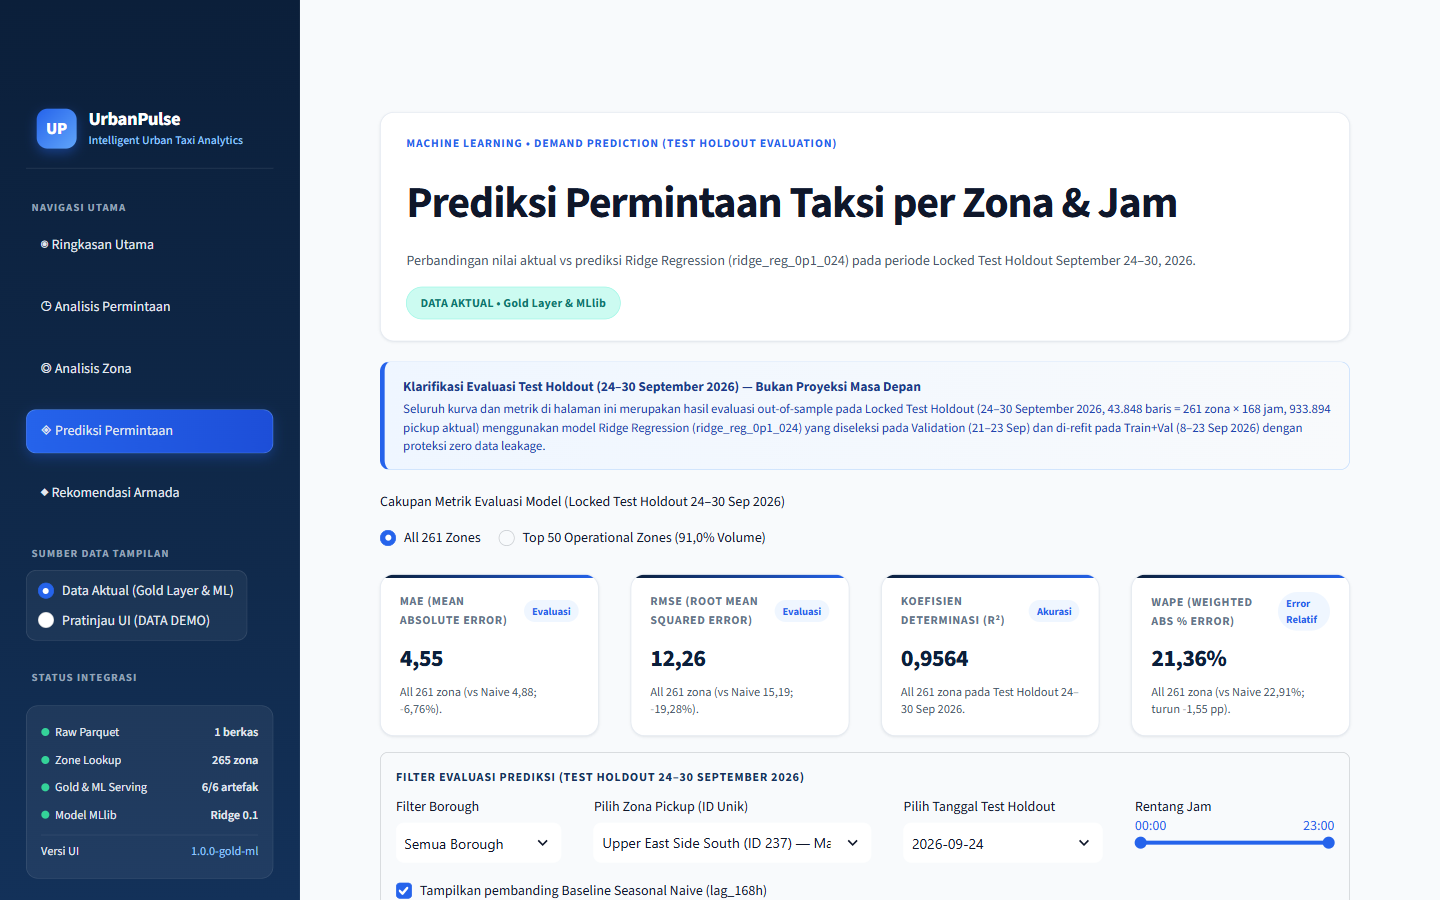 UP
UrbanPulse
Intelligent Urban Taxi Analytics
NAVIGASI UTAMA
Ringkasan Utama
Analisis Permintaan
Analisis Zona
Prediksi Permintaan
Rekomendasi Armada
SUMBER DATA TAMPILAN
Data Aktual (Gold Layer & ML)
Pratinjau UI (DATA DEMO)
STATUS INTEGRASI
Raw Parquet 1 berkas
Zone Lookup 265 zona
Gold & ML Serving 6/6 artefak
Model MLlib Ridge 0.1
Versi UI 1.0.0-gold-ml
MACHINE LEARNING • DEMAND PREDICTION (TEST HOLDOUT EVALUATION)
Prediksi Permintaan Taksi per Zona & Jam
Perbandingan nilai aktual vs prediksi Ridge Regression (ridge_reg_0p1_024) pada periode Locked Test Holdout September 24–30, 2026.
DATA AKTUAL • Gold Layer & MLlib
Klarifikasi Evaluasi Test Holdout (24–30 September 2026) — Bukan Proyeksi Masa Depan
Seluruh kurva dan metrik di halaman ini merupakan hasil evaluasi out-of-sample pada Locked Test Holdout (24–30 September 2026, 43.848 baris = 261 zona × 168 jam, 933.894
pickup aktual) menggunakan model Ridge Regression (ridge_reg_0p1_024) yang diseleksi pada Validation (21–23 Sep) dan di-refit pada Train+Val (8–23 Sep 2026) dengan
proteksi zero data leakage.
Cakupan Metrik Evaluasi Model (Locked Test Holdout 24–30 Sep 2026)
All 261 Zones Top 50 Operational Zones (91,0% Volume)
MAE (MEAN
ABSOLUTE ERROR)
Evaluasi
4,55
All 261 zona (vs Naive 4,88;
-6,76%).
RMSE (ROOT MEAN
SQUARED ERROR)
Evaluasi
12,26
All 261 zona (vs Naive 15,19;
-19,28%).
KOEFISIEN
DETERMINASI (R²)
Akurasi
0,9564
All 261 zona pada Test Holdout 24–
30 Sep 2026.
WAPE (WEIGHTED
ABS % ERROR)
Error
Relatif
21,36%
All 261 zona (vs Naive 22,91%;
turun -1,55 pp).
FILTER EVALUASI PREDIKSI (TEST HOLDOUT 24–30 SEPTEMBER 2026)
Filter Borough
Semua Borough
Pilih Zona Pickup (ID Unik)
Upper East Side South (ID 237) — Ma
Pilih Tanggal Test Holdout
2026-09-24
Rentang Jam
00:00 23:00
Tampilkan pembanding Baseline Seasonal Naive (lag_168h)